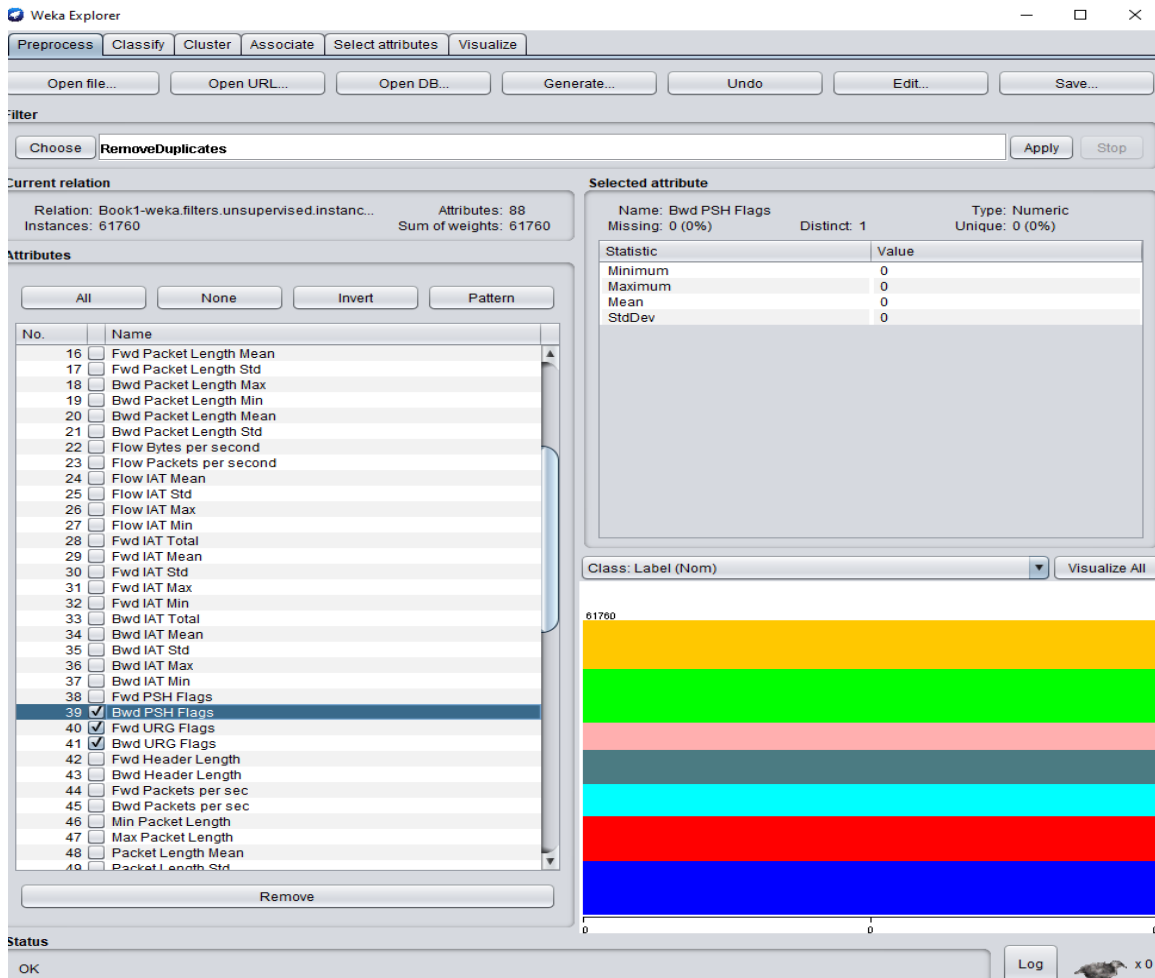 Weka Explorer
Preprocess Classify Cluster Associate Select attributes Visualize
Open file... Open URL... Open DB... Generate... Undo Edit... Save...
Filter
Choose RemoveDuplicates Apply Stop
Current relation
Relation: Book1-weka.filters.unsupervised.instanc... Attributes: 88
Instances: 61760 Sum of weights: 61760
Attributes
All None Invert Pattern
No. Name
16 Fwd Packet Length Mean
17 Fwd Packet Length Std
18 Bwd Packet Length Max
19 Bwd Packet Length Min
20 Bwd Packet Length Mean
21 Bwd Packet Length Std
22 Flow Bytes per second
23 Flow Packets per second
24 Flow IAT Mean
25 Flow IAT Std
26 Flow IAT Max
27 Flow IAT Min
28 Fwd IAT Total
29 Fwd IAT Mean
30 Fwd IAT Std
31 Fwd IAT Max
32 Fwd IAT Min
33 Bwd IAT Total
34 Bwd IAT Mean
35 Bwd IAT Std
36 Bwd IAT Max
37 Bwd IAT Min
38 Fwd PSH Flags
39 Bwd PSH Flags
40 Fwd URG Flags
41 Bwd URG Flags
42 Fwd Header Length
43 Bwd Header Length
44 Fwd Packets per sec
45 Bwd Packets per sec
46 Min Packet Length
47 Max Packet Length
48 Packet Length Mean
49 Packet Length Std
Remove
Selected attribute
Name: Bwd PSH Flags Type: Numeric
Missing: 0 (0%) Distinct: 1 Unique: 0 (0%)
Statistic Value
Minimum 0
Maximum 0
Mean 0
StdDev 0
Class: Label (Nom) Visualize All
61760
0 0 0
Status
OK
Log x 0